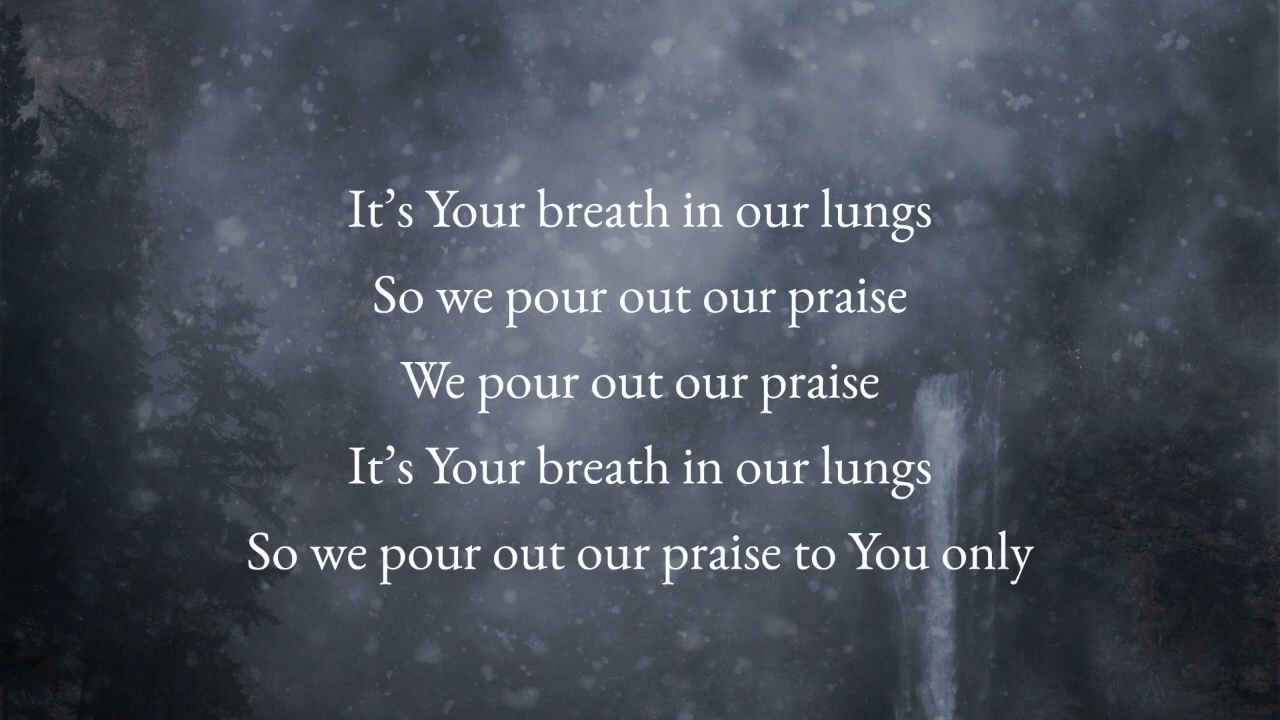 It’s Your breath in our lungs
So we pour out our praise
We pour out our praise
It’s Your breath in our lungs
So we pour out our praise to You only